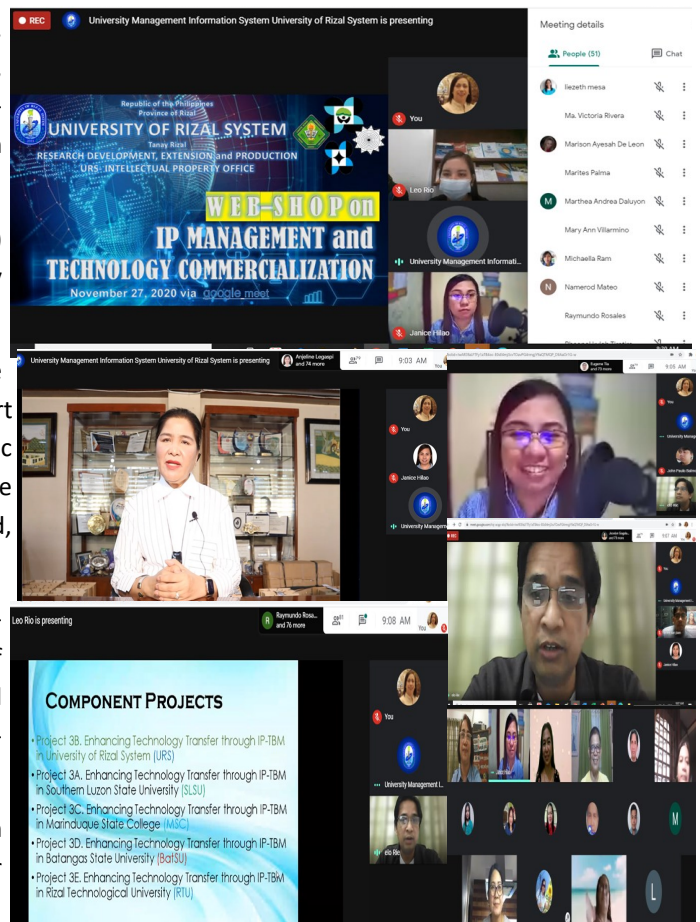 REC
University Management Information System University of Rizal System is presenting
Republic of the Philippines
Province of Rizal
UNIVERSITY OF RIZAL SYSTEM
Tanay Rizal
RESEARCH DEVELOPMENT, EXTENSION and PRODUCTION
URS- INTELLECTUAL PROPERTY OFFICE
WEB-SHOP on
IP MANAGEMENT and
TECHNOLOGY COMMERCIALIZATION
November 27, 2020 via google meet
You
Leo Rio
University Management Informati...
Janice Hilao
Meeting details
People (51)
Chat
liezeth mesa
Ma. Victoria Rivera
Marison Ayesah De Leon
Marites Palma
M
Marthea Andrea Daluyon
Mary Ann Villarmino
Michaella Ram
N
Namerod Mateo
Raymundo Rosales
University Management Information System University of Rizal System is presenting
Anjeline Legaspi
and 74 more
9:03 AM
You
You
Janice Hilao
University Managem
and 73 more
9:05 AM
You
Leo Rio is presenting
R
Raymundo Rosa...
and 76 more
9:08 AM
You
COMPONENT PROJECTS
• Project 3B. Enhancing Technology Transfer through IP-TBM
in University of Rizal System (URS)
• Project 3A. Enhancing Technology Transfer through IP-TBM
in Southern Luzon State University (SLSU)
• Project 3C. Enhancing Technology Transfer through IP-TBM
in Marinduque State College (MSC)
• Project 3D. Enhancing Technology Transfer through IP-TBM
in Batangas State University (BatSU)
• Project 3E. Enhancing Technology Transfer through IP-TBM
in Rizal Technological University (RTU)
You
University Management I...
REC
M
L